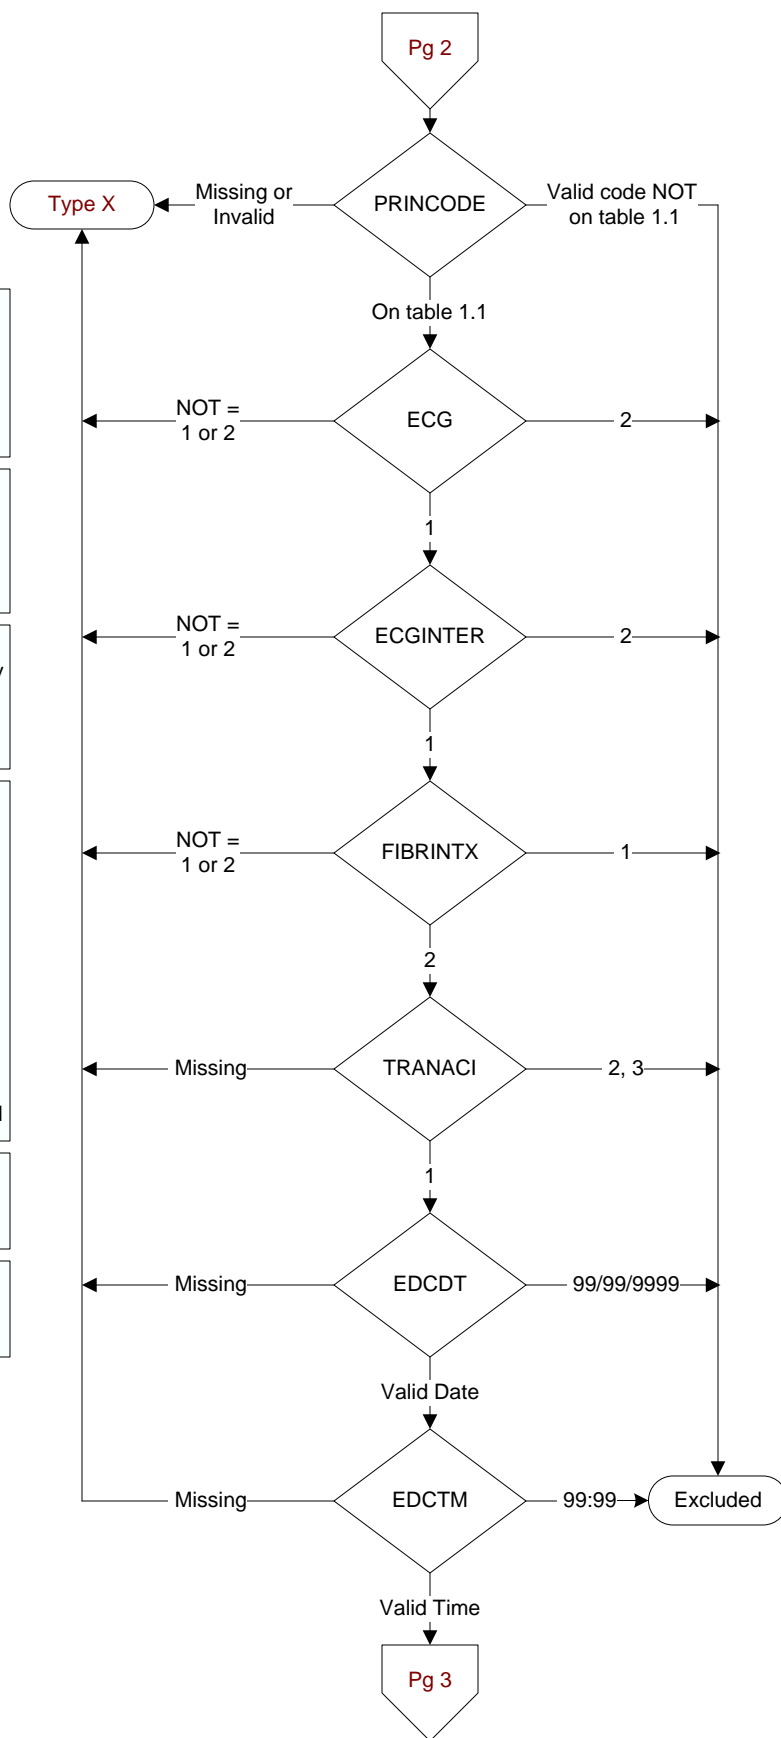 Pg 2
Type X
Missing or
Invalid
PRINCODE
Valid code NOT
on table 1.1
On table 1.1
NOT =
1 or 2
ECG
2
1
NOT =
1 or 2
ECGINTER
2
1
NOT =
1 or 2
FIBRINTX
1
2
Missing
TRANACI
2, 3
1
Missing
EDCDT
99/99/9999
Valid Date
Missing
EDCTM
99:99
Excluded
Valid Time
Pg 3